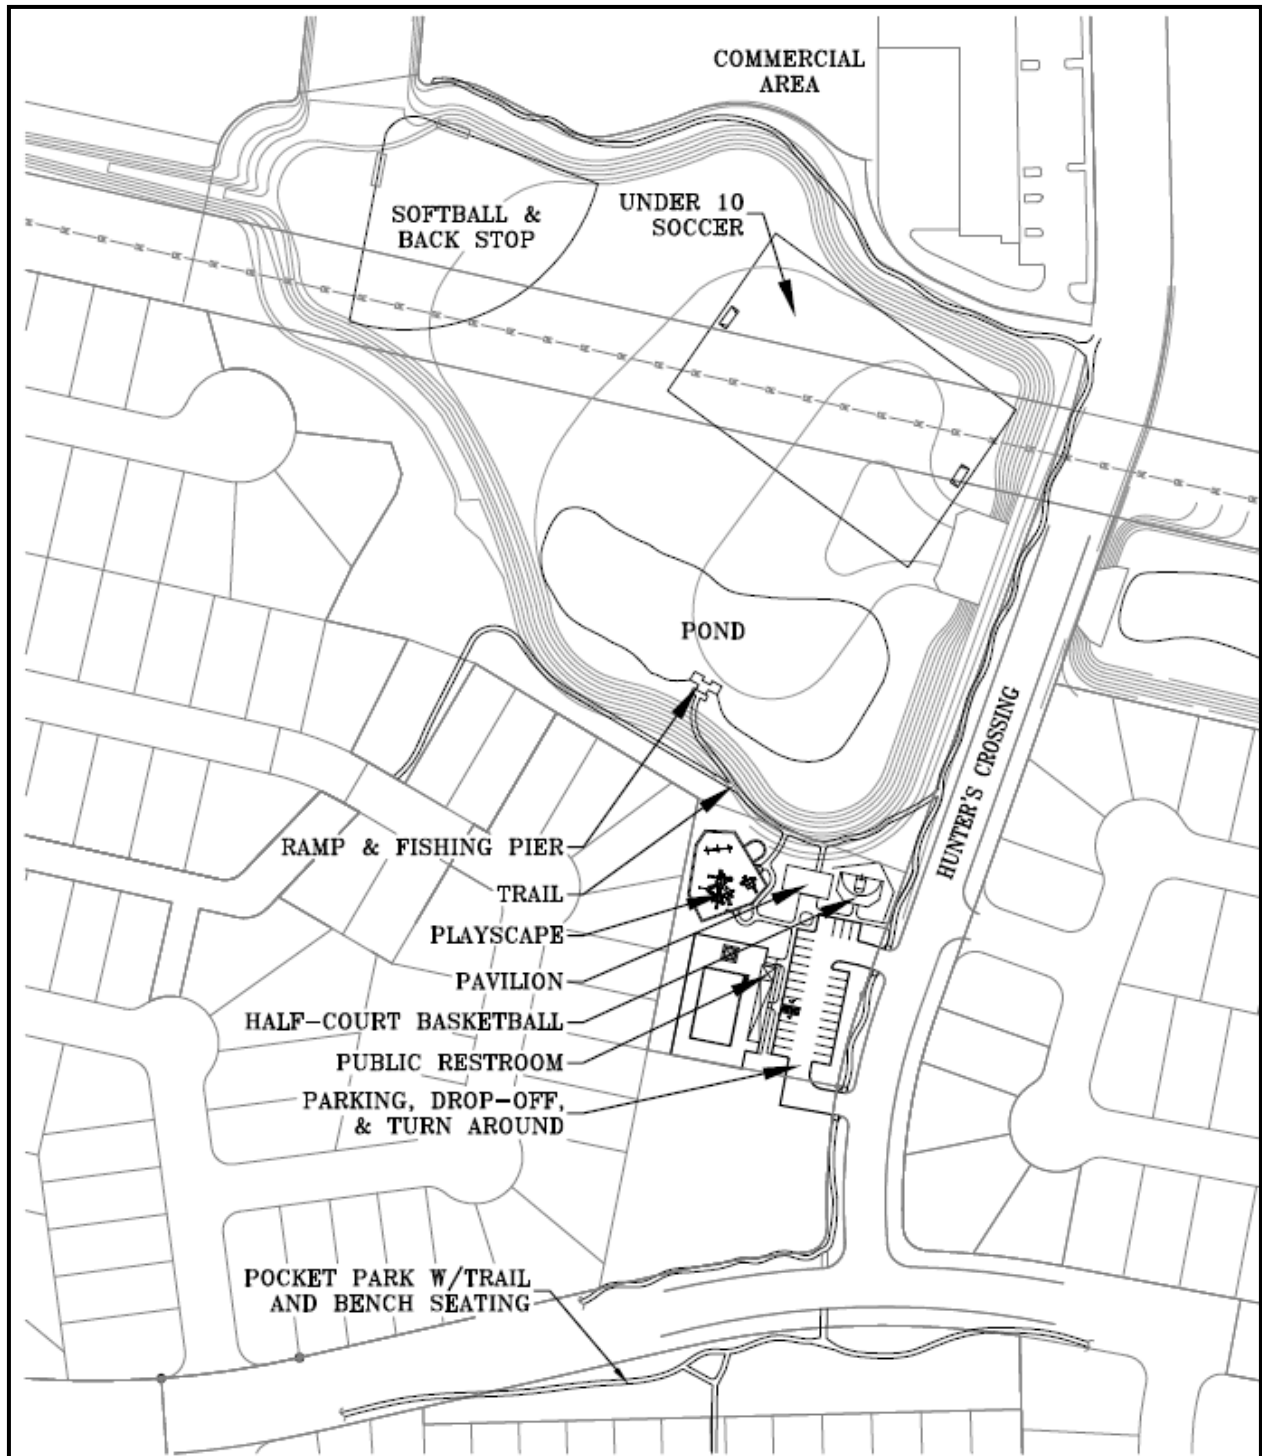 COMMERCIAL
AREA
UNDER 10
SOCCER
SOFTBALL &
BACK STOP
POND
HUNTER'S CROSSING
RAMP & FISHING PIER
TRAIL
PLAYSCAPE
PAVILION
HALF-COURT BASKETBALL
PUBLIC RESTROOM
PARKING, DROP-OFF,
& TURN AROUND
POCKET PARK W/TRAIL
AND BENCH SEATING